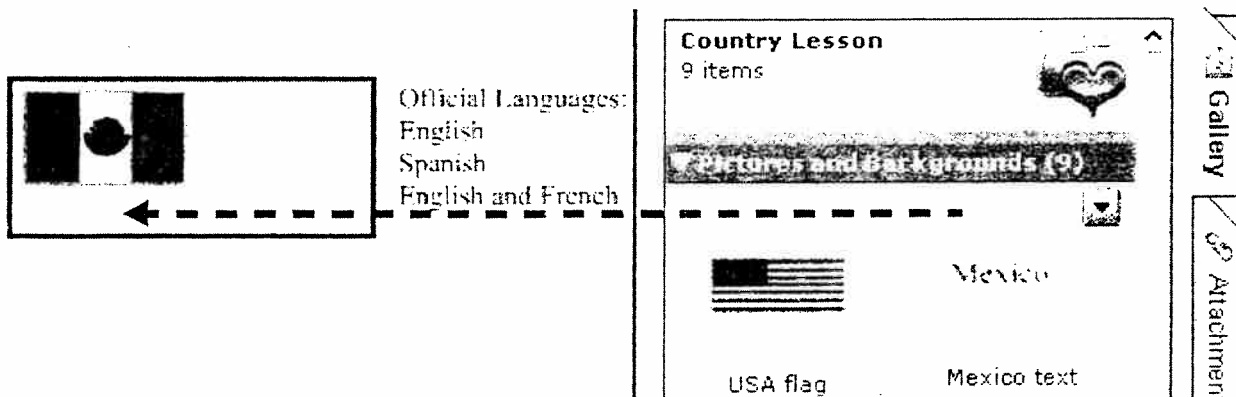 Official Languages:
English
Spanish
English and French
Country Lesson
9 items
Pictures and Backgrounds (9)
Mexico
USA flag
Mexico text
Gallery
Attachmen